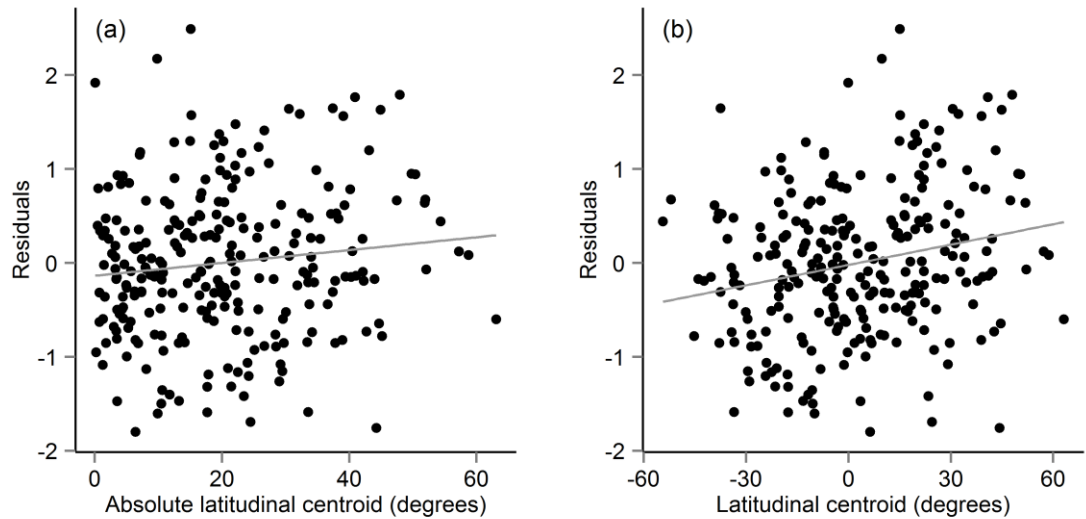 (a)
2
1
0
-1
-2
Residuals
0 20 40 60
Absolute latitudinal centroid (degrees)
(b)
2
1
0
-1
-2
Residuals
-60 -30 0 30 60
Latitudinal centroid (degrees)